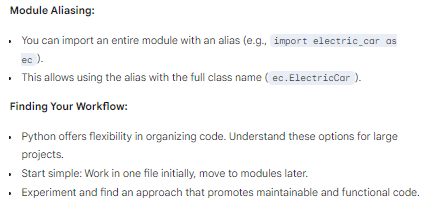 Module Aliasing:
• You can import an entire module with an alias (e.g., import electric_car as
ec ).
• This allows using the alias with the full class name ( ec.ElectricCar ).
Finding Your Workflow:
• Python offers flexibility in organizing code. Understand these options for large
projects.
• Start simple: Work in one file initially, move to modules later.
• Experiment and find an approach that promotes maintainable and functional code.